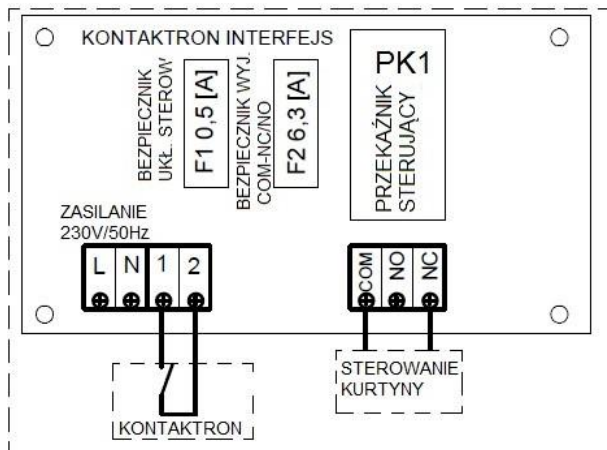 KONTAKTRON INTERFEJS
BEZPIECZNIK
UKŁ. STEROW
F1 0,5 [A]
BEZPIECZNIK WYJ.
COM-NC/NO
F2 6,3 [A]
PK1
PRZEKAŹNIK
STERUJĄCY
ZASILANIE
230V/50Hz
L N 1 2
COM NO NC
KONTAKTRON
STEROWANIE
KURTYNY